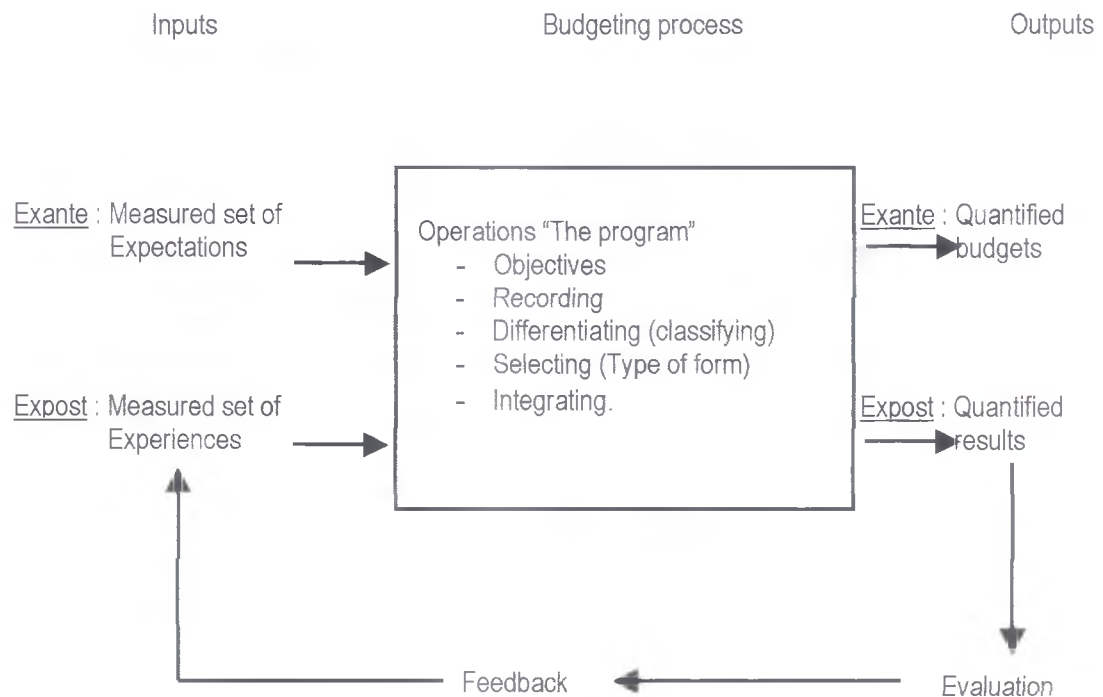 Inputs
Budgeting process
Outputs
Exante : Measured set of
Expectations
Operations “The program”
- Objectives
- Recording
- Differentiating (classifying)
- Selecting (Type of form)
- Integrating.
Exante : Quantified
budgets
Expost : Measured set of
Experiences
Expost : Quantified
results
Feedback
Evaluation